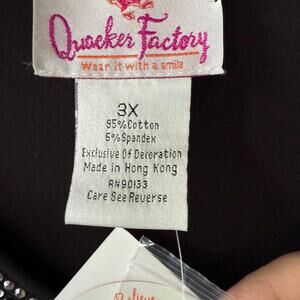 Quacker Factory
Wear it with a smile
3X
95%Cotton
5%Spandex
Exclusive Of Decoration
Made in Hong Kong
RN90133
Care See Reverse
Believe